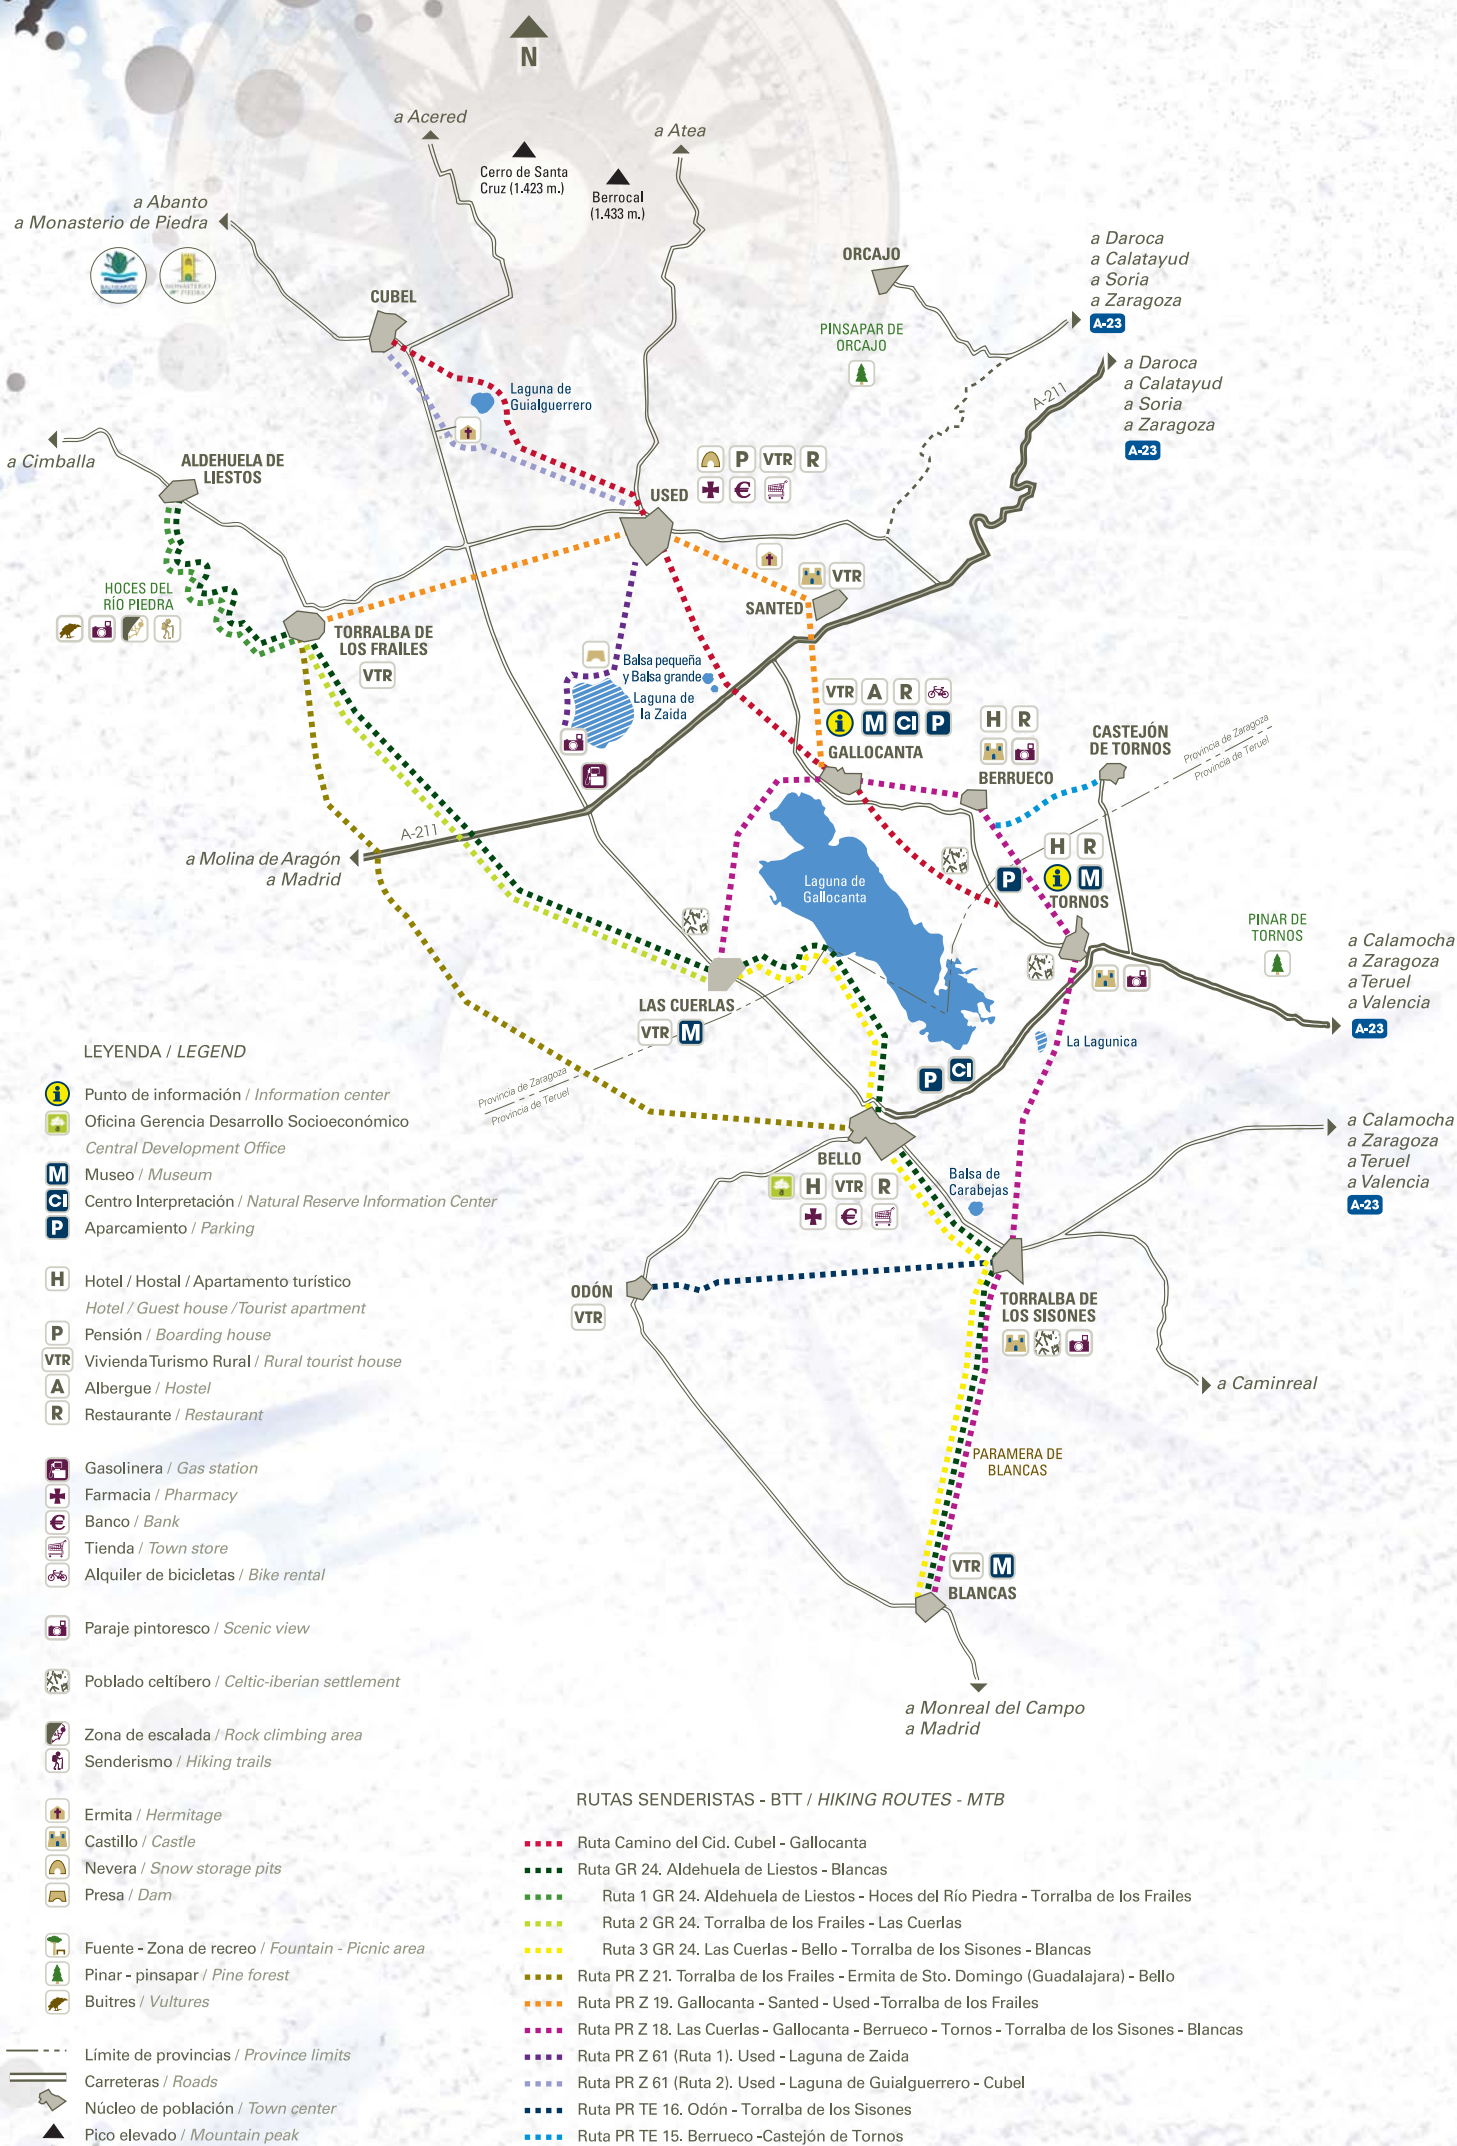 N
a Acered
a Atea
Cerro de Santa
Cruz (1.423 m.)
Berrocal
(1.433 m.)
a Abanto
a Monasterio de Piedra
ORCAJO
a Daroca
a Calatayud
a Soria
a Zaragoza
A-23
CUBEL
PINSAPAR DE
ORCAJO
a Daroca
a Calatayud
a Soria
a Zaragoza
A-23
A-211
Laguna de
Guialguerrero
a Cimballa
ALDEHUELA DE
LIESTOS
P VTR R
€
USED
HOCES DEL
RÍO PIEDRA
VTR
SANTED
TORRALBA DE
LOS FRAILES
VTR
Balsa pequeña
y Balsa grande
Laguna de
la Zaida
VTR A R
i M CI P
GALLOCANTA
H R
BERRUECO
CASTEJÓN
DE TORNOS
Provincia de Zaragoza
Provincia de Teruel
A-211
a Molina de Aragón
a Madrid
H R
P
i M
TORNOS
Laguna de
Gallocanta
PINAR DE
TORNOS
a Calamocha
a Zaragoza
a Teruel
a Valencia
A-23
LAS CUERLAS
VTR M
La Lagunica
P CI
Provincia de Zaragoza
Provincia de Teruel
a Calamocha
a Zaragoza
a Teruel
a Valencia
A-23
BELLO
H VTR R
€
Balsa de
Carabejas
ODÓN
VTR
TORRALBA DE
LOS SISONES
a Caminreal
PARAMERA DE
BLANCAS
VTR M
BLANCAS
a Monreal del Campo
a Madrid
LEYENDA / LEGEND
i Punto de información / Information center
Oficina Gerencia Desarrollo Socioeconómico
Central Development Office
M Museo / Museum
CI Centro Interpretación / Natural Reserve Information Center
P Aparcamiento / Parking
H Hotel / Hostal / Apartamento turístico
Hotel / Guest house / Tourist apartment
P Pensión / Boarding house
VTR Vivienda Turismo Rural / Rural tourist house
A Albergue / Hostel
R Restaurante / Restaurant
Gasolinera / Gas station
Farmacia / Pharmacy
€ Banco / Bank
Tienda / Town store
Alquiler de bicicletas / Bike rental
Paraje pintoresco / Scenic view
Poblado celtíbero / Celtic-iberian settlement
Zona de escalada / Rock climbing area
Senderismo / Hiking trails
Ermita / Hermitage
Castillo / Castle
Nevera / Snow storage pits
Presa / Dam
Fuente - Zona de recreo / Fountain - Picnic area
Pinar - pinsapar / Pine forest
Buitres / Vultures
Límite de provincias / Province limits
Carreteras / Roads
Núcleo de población / Town center
Pico elevado / Mountain peak
RUTAS SENDERISTAS - BTT / HIKING ROUTES - MTB
Ruta Camino del Cid. Cubel - Gallocanta
Ruta GR 24. Aldehuela de Liestos - Blancas
Ruta 1 GR 24. Aldehuela de Liestos - Hoces del Río Piedra - Torralba de los Frailes
Ruta 2 GR 24. Torralba de los Frailes - Las Cuerlas
Ruta 3 GR 24. Las Cuerlas - Bello - Torralba de los Sisones - Blancas
Ruta PR Z 21. Torralba de los Frailes - Ermita de Sto. Domingo (Guadalajara) - Bello
Ruta PR Z 19. Gallocanta - Santed - Used - Torralba de los Frailes
Ruta PR Z 18. Las Cuerlas - Gallocanta - Berrueco - Tornos - Torralba de los Sisones - Blancas
Ruta PR Z 61 (Ruta 1). Used - Laguna de Zaida
Ruta PR Z 61 (Ruta 2). Used - Laguna de Guialguerrero - Cubel
Ruta PR TE 16. Odón - Torralba de los Sisones
Ruta PR TE 15. Berrueco -Castejón de Tornos